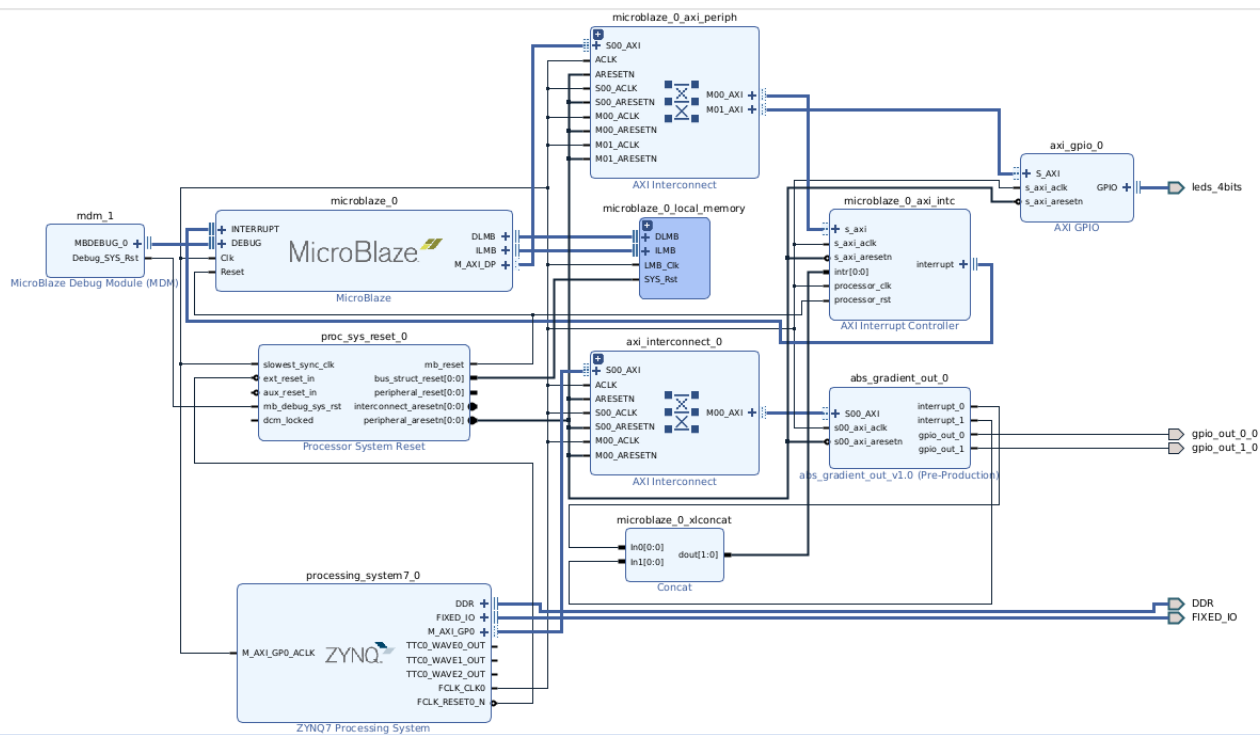 microblaze_0_axi_periph
S00_AXI
ACLK
ARESETN
S00_ACLK
S00_ARESETN
M00_ACLK
M00_ARESETN
M01_ACLK
M01_ARESETN
M00_AXI
M01_AXI
AXI Interconnect
axi_gpio_0
S_AXI
s_axi_aclk
s_axi_aresetn
GPIO
AXI GPIO
leds_4bits
mdm_1
MBDEBUG_0
Debug_SYS_Rst
MicroBlaze Debug Module (MDM)
microblaze_0
INTERRUPT
DEBUG
Clk
Reset
MicroBlaze
DLMB
ILMB
M_AXI_DP
MicroBlaze
microblaze_0_local_memory
DLMB
ILMB
LMB_Clk
SYS_Rst
microblaze_0_axi_intc
s_axi
s_axi_aclk
s_axi_aresetn
intr[0:0]
processor_clk
processor_rst
interrupt
AXI Interrupt Controller
proc_sys_reset_0
slowest_sync_clk
ext_reset_in
aux_reset_in
mb_debug_sys_rst
dcm_locked
mb_reset
bus_struct_reset[0:0]
peripheral_reset[0:0]
interconnect_aresetn[0:0]
peripheral_aresetn[0:0]
Processor System Reset
axi_interconnect_0
S00_AXI
ACLK
ARESETN
S00_ACLK
S00_ARESETN
M00_ACLK
M00_ARESETN
M00_AXI
AXI Interconnect
abs_gradient_out_0
S00_AXI
s00_axi_aclk
s00_axi_aresetn
interrupt_0
interrupt_1
gpio_out_0
gpio_out_1
abs_gradient_out_v1.0 (Pre-Production)
gpio_out_0_0
gpio_out_1_0
microblaze_0_xlconcat
In0[0:0]
In1[0:0]
dout[1:0]
Concat
processing_system7_0
M_AXI_GP0_ACLK
ZYNQ
DDR
FIXED_IO
M_AXI_GP0
TTC0_WAVE0_OUT
TTC0_WAVE1_OUT
TTC0_WAVE2_OUT
FCLK_CLK0
FCLK_RESET0_N
ZYNQ7 Processing System
DDR
FIXED_IO